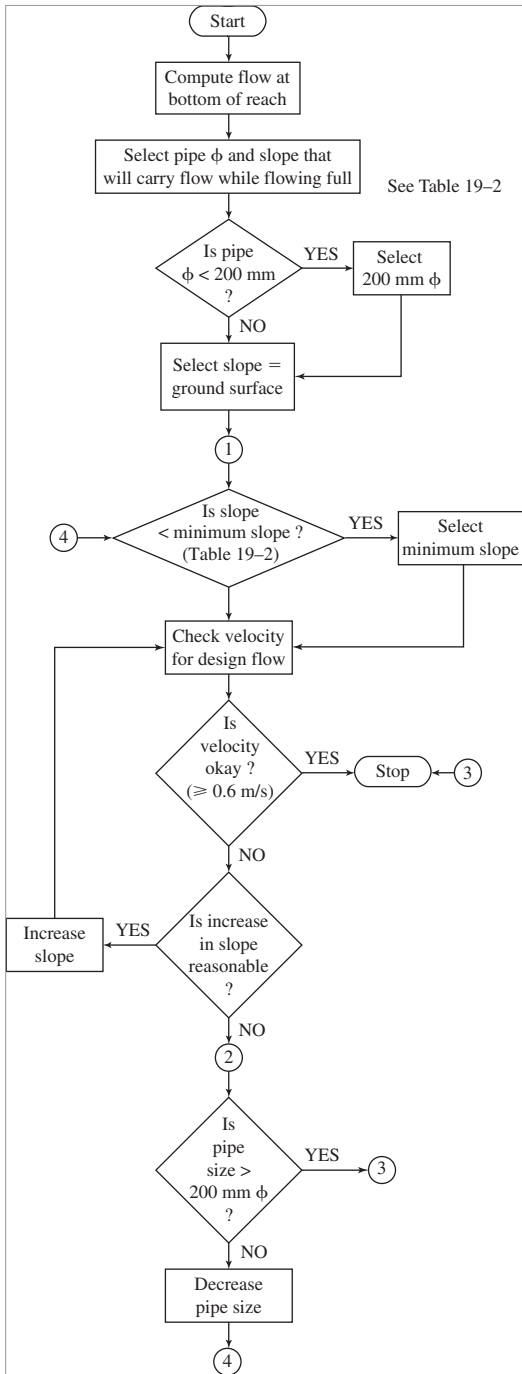 Start
Compute flow at
bottom of reach
Select pipe ϕ and slope that
will carry flow while flowing full
See Table 19–2
Is pipe
ϕ < 200 mm
?
YES
Select
200 mm ϕ
NO
Select slope =
ground surface
1
4
Is slope
< minimum slope ?
(Table 19–2)
YES
Select
minimum slope
Check velocity
for design flow
Is
velocity
okay ?
(⩾ 0.6 m/s)
YES
Stop
3
NO
Increase
slope
YES
Is increase
in slope
reasonable
?
NO
2
Is
pipe
size >
200 mm ϕ
?
YES
3
NO
Decrease
pipe size
4